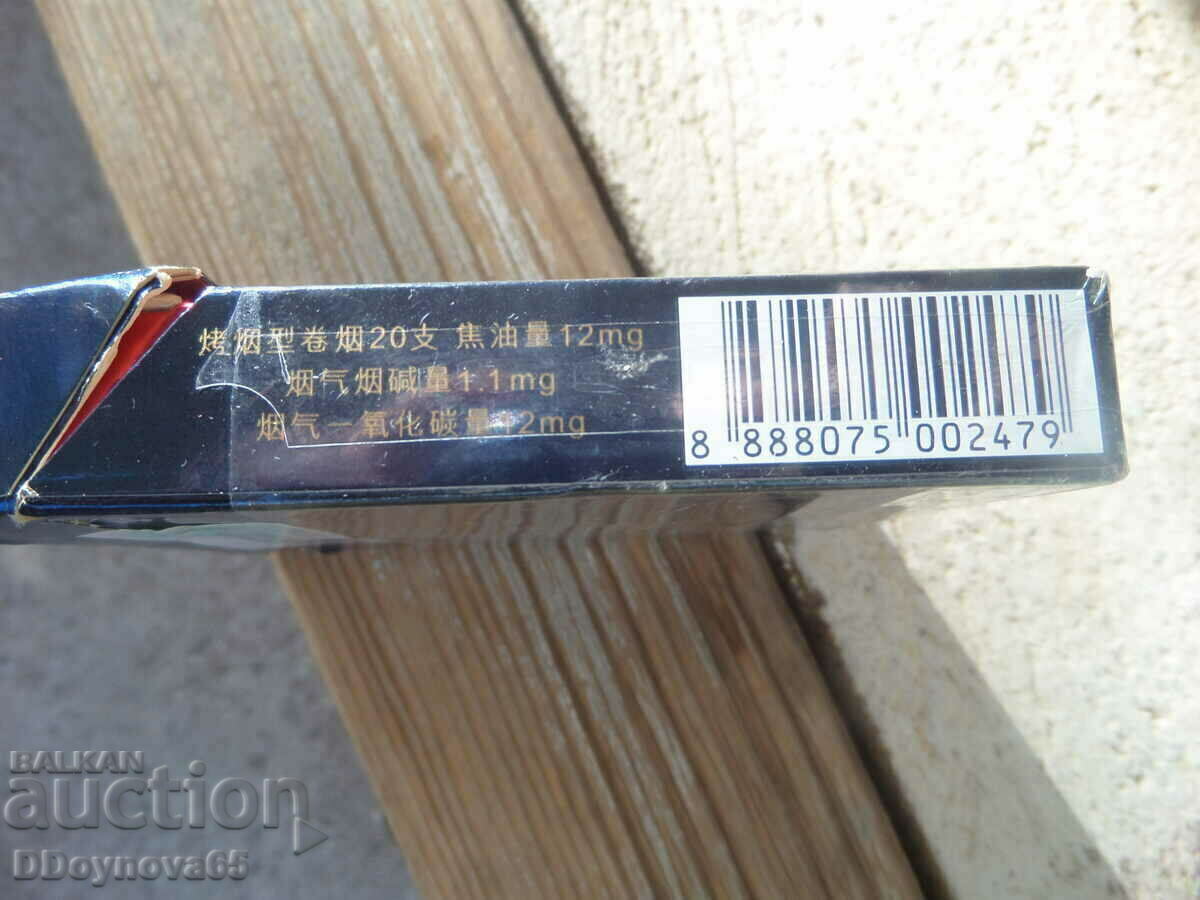 烤烟型卷烟20支 焦油量12mg
烟气烟碱量1.1mg
烟气一氧化碳量12mg
8 888075 002479
BALKAN
auction
DDoynova65